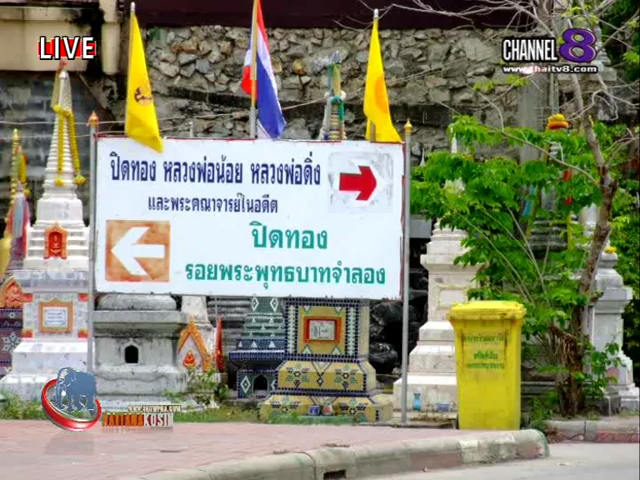 LIVE
CHANNEL 8
www.thaitv8.com
ปิดทอง หลวงพ่อน้อย หลวงพ่อดิ่ง
และพระคณาจารย์ในอดีต
ปิดทอง
รอยพระพุทธบาทจำลอง
TATIANAKOSIT